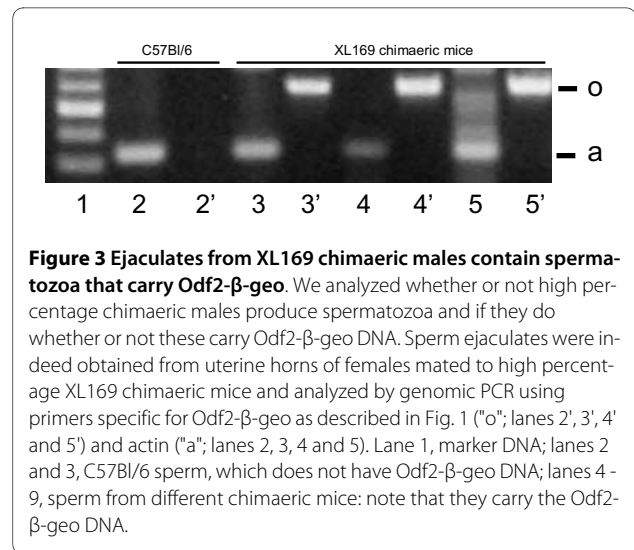 C57Bl/6 XL169 chimaeric mice
o
a
1 2 2' 3 3' 4 4' 5 5'
Figure 3 Ejaculates from XL169 chimaeric males contain sperma-
tozoa that carry Odf2-β-geo. We analyzed whether or not high per-
centage chimaeric males produce spermatozoa and if they do
whether or not these carry Odf2-β-geo DNA. Sperm ejaculates were in-
deed obtained from uterine horns of females mated to high percent-
age XL169 chimaeric mice and analyzed by genomic PCR using
primers specific for Odf2-β-geo as described in Fig. 1 ("o"; lanes 2', 3', 4'
and 5') and actin ("a"; lanes 2, 3, 4 and 5). Lane 1, marker DNA; lanes 2
and 3, C57Bl/6 sperm, which does not have Odf2-β-geo DNA; lanes 4 -
9, sperm from different chimaeric mice: note that they carry the Odf2-
β-geo DNA.